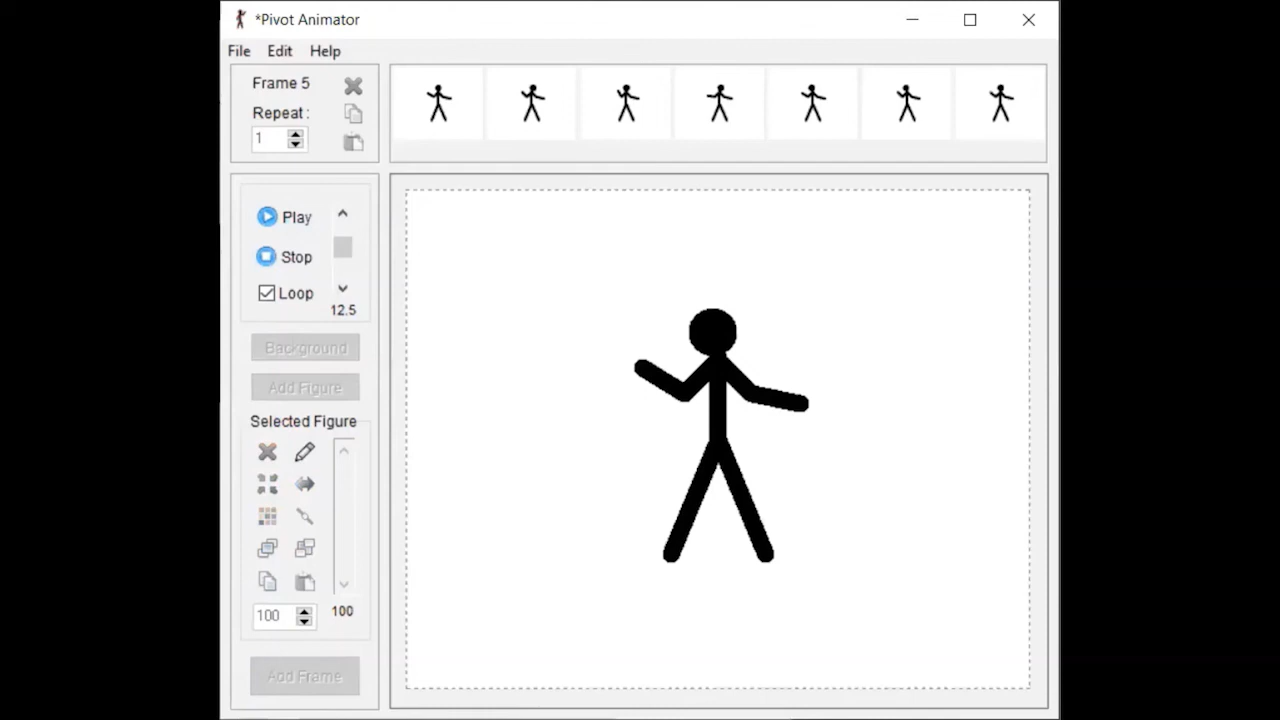 *Pivot Animator
File Edit Help
Frame 5
Repeat :
1
Play
Stop
Loop
12.5
Background
Add Figure
Selected Figure
100
100
Add Frame